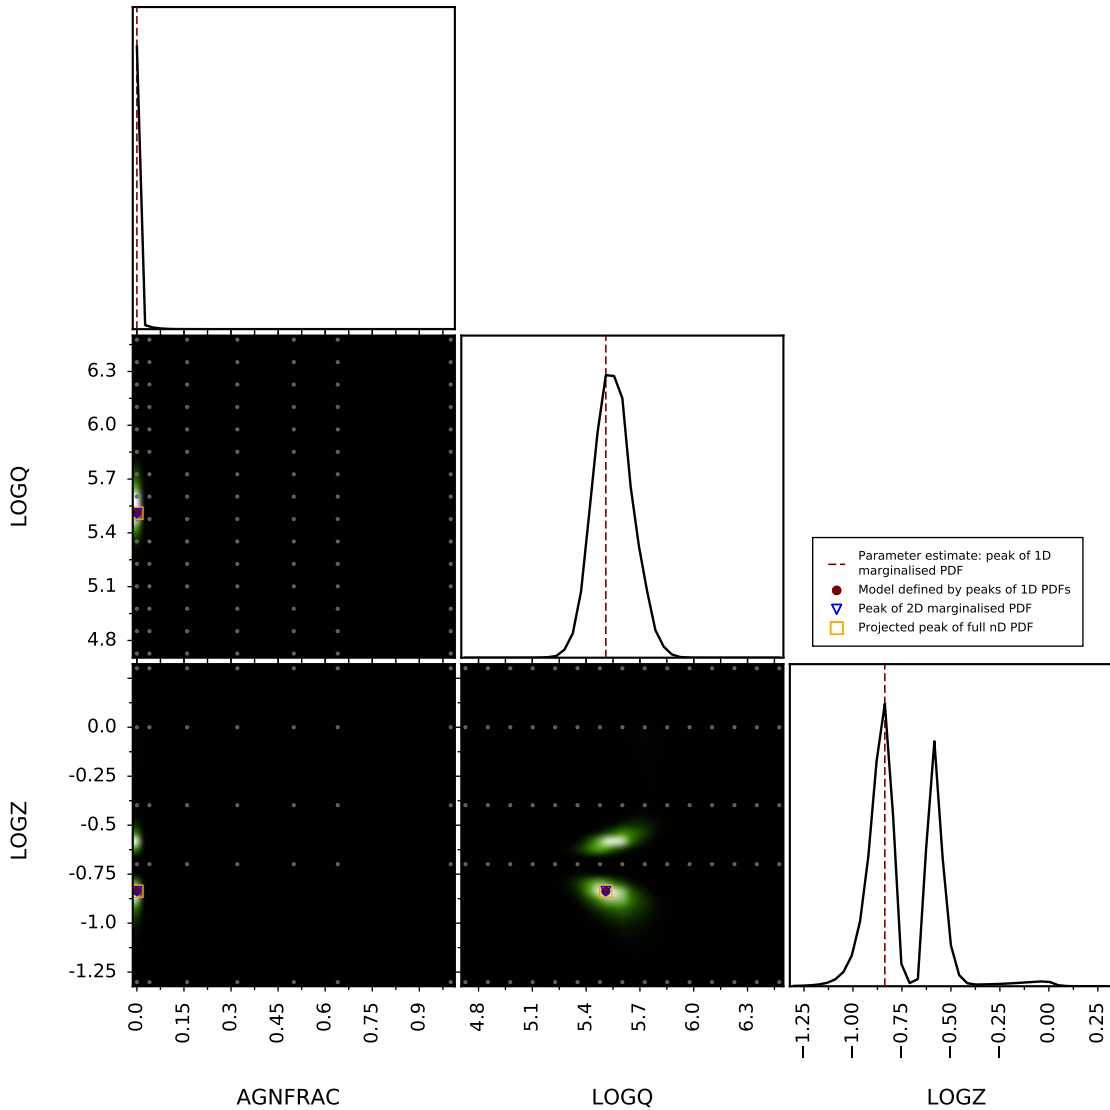 6.3
6.0
5.7
5.4
5.1
4.8
LOGQ
Parameter estimate: peak of 1D
marginalised PDF
Model defined by peaks of 1D PDFs
Peak of 2D marginalised PDF
Projected peak of full nD PDF
0.0
-0.25
-0.5
-0.75
-1.0
-1.25
LOGZ
0.0 0.15 0.3 0.45 0.6 0.75 0.9
4.8 5.1 5.4 5.7 6.0 6.3
−1.25 −1.00 −0.75 −0.50 −0.25 0.00 0.25
AGNFRAC
LOGQ
LOGZ